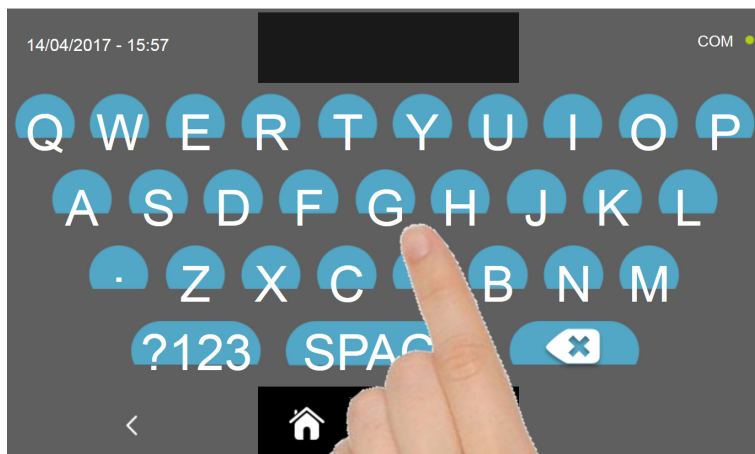 14/04/2017 - 15:57
COM
Q W E R T Y U I O P
A S D F G H J K L
. Z X C B N M
?123 SPAC